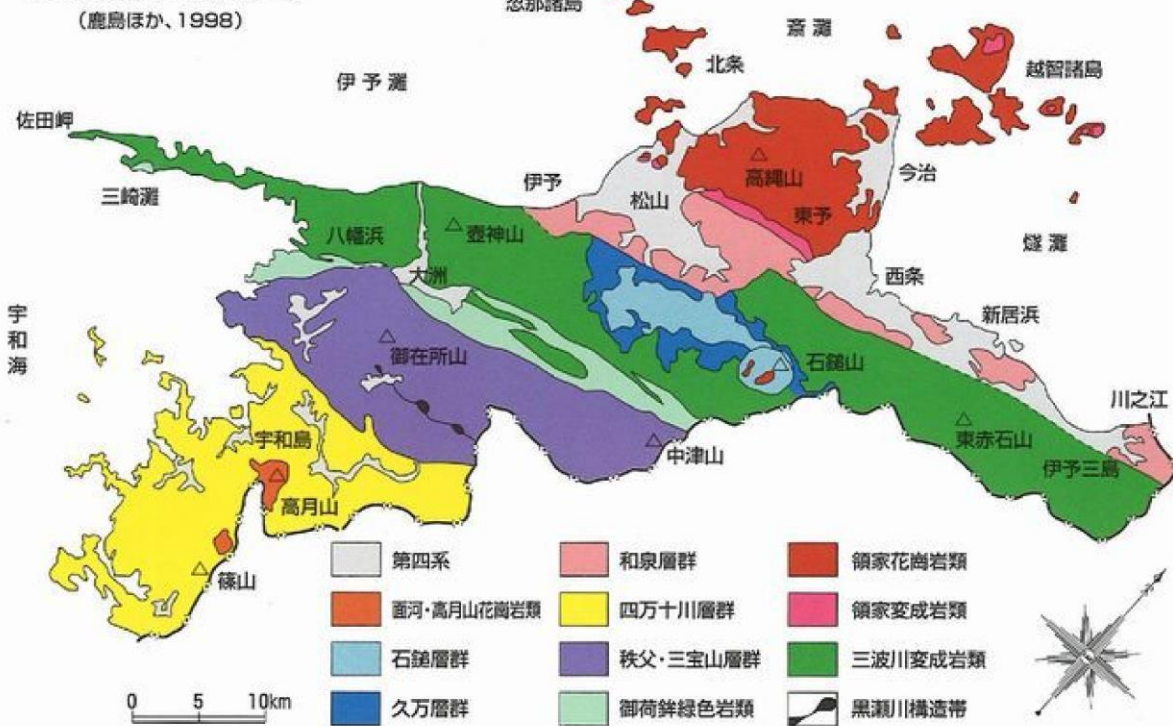 （鹿島ほか、1998）
忽那諸島
斎灘
北条
越智諸島
伊予灘
佐田岬
高縄山
今治
三崎灘
伊予
松山
東予
八幡浜
壺神山
燧灘
大洲
西条
新居浜
宇和海
御在所山
石鎚山
川之江
東赤石山
宇和島
中津山
伊予三島
高月山
篠山
第四系
和泉層群
領家花崗岩類
面河・高月山花崗岩類
四万十川層群
領家変成岩類
石鎚層群
秩父・三宝山層群
三波川変成岩類
久万層群
御荷鉾緑色岩類
黒瀬川構造帯
0 5 10km